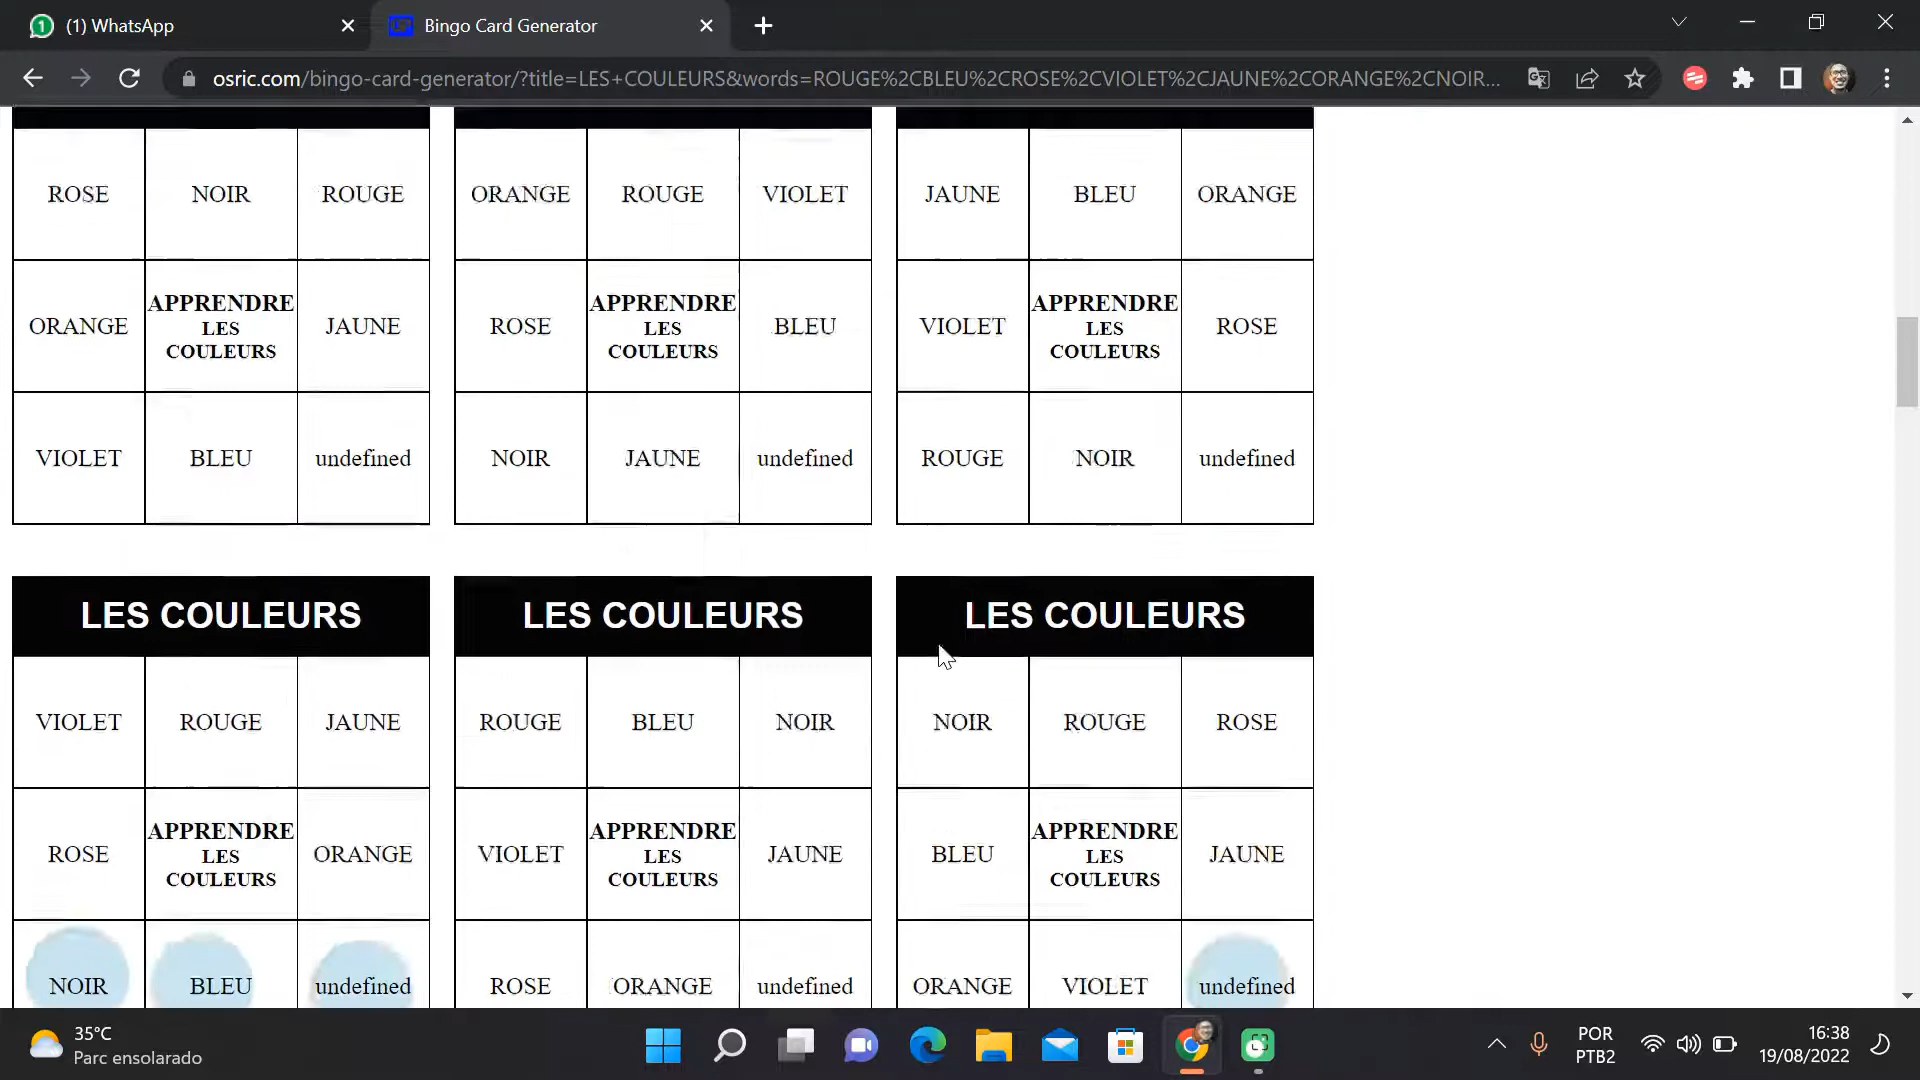 (1) WhatsApp
Bingo Card Generator
osric.com/bingo-card-generator/?title=LES+COULEURS&words=ROUGE%2CBLEU%2CROSE%2CVIOLET%2CJAUNE%2CORANGE%2CNOIR...
ROSE NOIR ROUGE
ORANGE APPRENDRE LES COULEURS JAUNE
VIOLET BLEU undefined
ORANGE ROUGE VIOLET
ROSE APPRENDRE LES COULEURS BLEU
NOIR JAUNE undefined
JAUNE BLEU ORANGE
VIOLET APPRENDRE LES COULEURS ROSE
ROUGE NOIR undefined
LES COULEURS
VIOLET ROUGE JAUNE
ROSE APPRENDRE LES COULEURS ORANGE
NOIR BLEU undefined
LES COULEURS
ROUGE BLEU NOIR
VIOLET APPRENDRE LES COULEURS JAUNE
ROSE ORANGE undefined
LES COULEURS
NOIR ROUGE ROSE
BLEU APPRENDRE LES COULEURS JAUNE
ORANGE VIOLET undefined
35°C
Parc ensolarado
POR
PTB2
16:38
19/08/2022